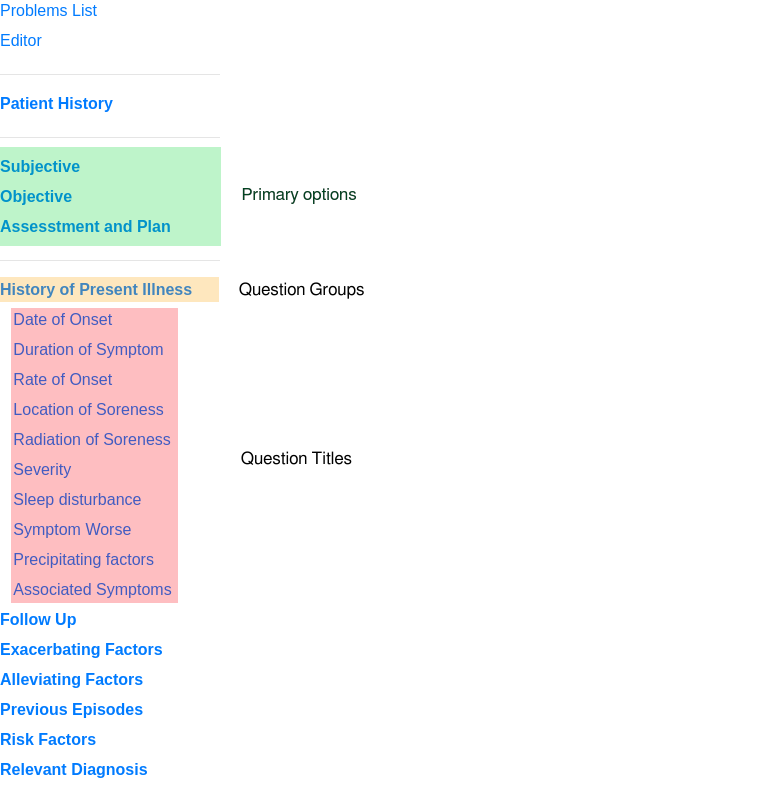 Problems List
Editor
Patient History
Subjective
Objective
Primary options
Assesstment and Plan
History of Present Illness
Question Groups
Date of Onset
Duration of Symptom
Rate of Onset
Location of Soreness
Radiation of Soreness
Question Titles
Severity
Sleep disturbance
Symptom Worse
Precipitating factors
Associated Symptoms
Follow Up
Exacerbating Factors
Alleviating Factors
Previous Episodes
Risk Factors
Relevant Diagnosis